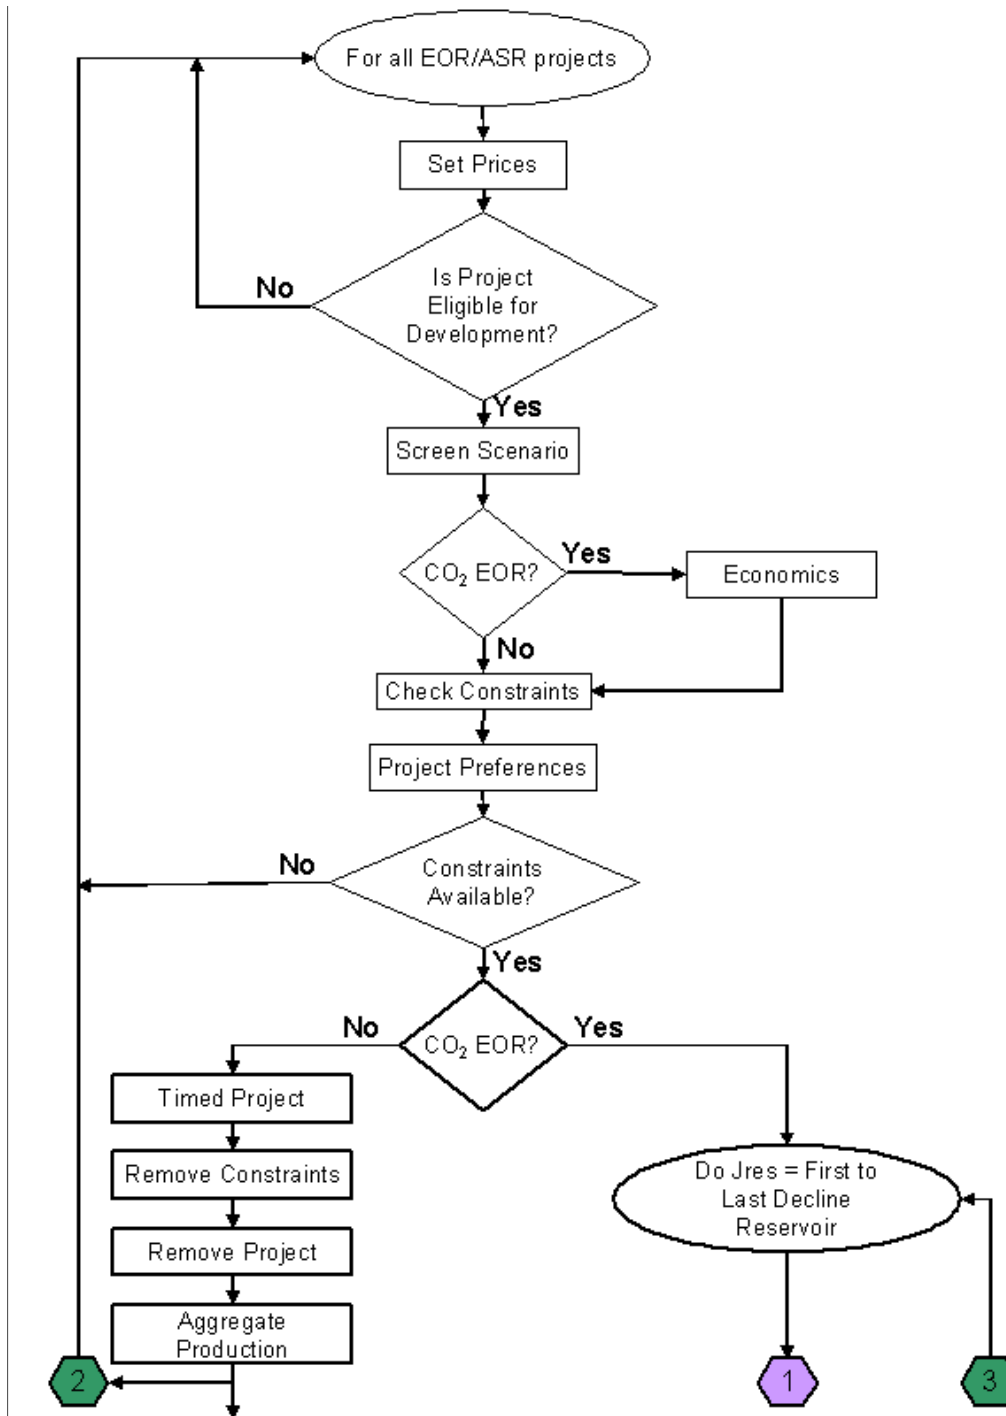 For all EOR/ASR projects
Set Prices
Is Project
Eligible for
Development?
No
Yes
Screen Scenario
CO₂ EOR?
Yes
Economics
No
Check Constraints
Project Preferences
Constraints
Available?
No
Yes
CO₂ EOR?
No
Yes
Timed Project
Remove Constraints
Remove Project
Aggregate
Production
Do Jres = First to
Last Decline
Reservoir
2
1
3